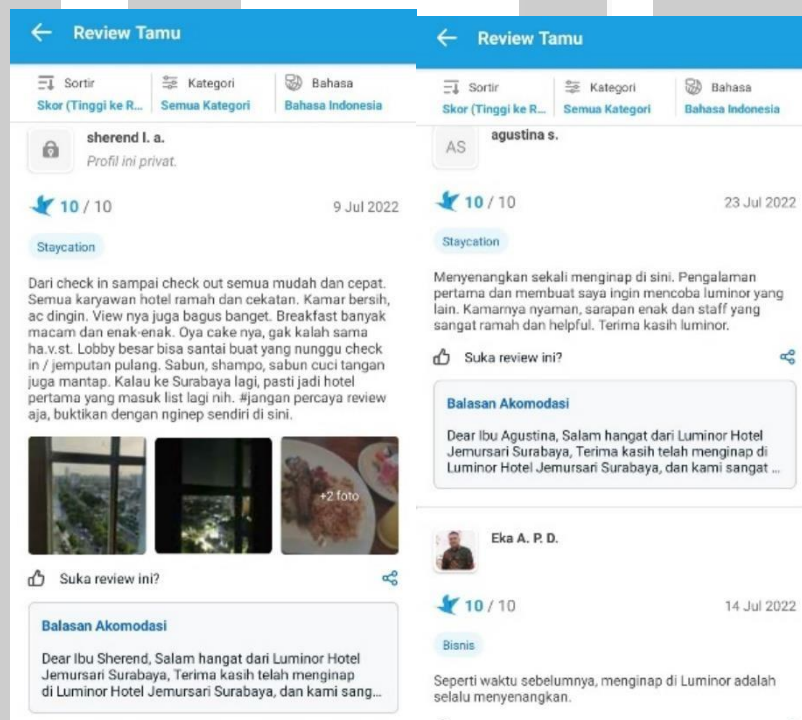 Review Tamu
Sortir
Kategori
Bahasa
Skor (Tinggi ke R...
Semua Kategori
Bahasa Indonesia
sherend l. a.
Profil ini privat.
10 / 10
9 Jul 2022
Staycation
Dari check in sampai check out semua mudah dan cepat.
Semua karyawan hotel ramah dan cekatan. Kamar bersih,
ac dingin. View nya juga bagus banget. Breakfast banyak
macam dan enak-enak. Oya cake nya, gak kalah sama
ha.v.st. Lobby besar bisa santai buat yang nunggu check
in / jemputan pulang. Sabun, shampo, sabun cuci tangan
juga mantap. Kalau ke Surabaya lagi, pasti jadi hotel
pertama yang masuk list lagi nih. #jangan percaya review
aja, buktikan dengan nginep sendiri di sini.
+2 foto
Suka review ini?
Balasan Akomodasi
Dear Ibu Sherend, Salam hangat dari Luminor Hotel
Jemursari Surabaya, Terima kasih telah menginap
di Luminor Hotel Jemursari Surabaya, dan kami sang...
Review Tamu
Sortir
Kategori
Bahasa
Skor (Tinggi ke R...
Semua Kategori
Bahasa Indonesia
AS
agustina s.
10 / 10
23 Jul 2022
Staycation
Menyenangkan sekali menginap di sini. Pengalaman
pertama dan membuat saya ingin mencoba luminor yang
lain. Kamarnya nyaman, sarapan enak dan staff yang
sangat ramah dan helpful. Terima kasih luminor.
Suka review ini?
Balasan Akomodasi
Dear Ibu Agustina, Salam hangat dari Luminor Hotel
Jemursari Surabaya, Terima kasih telah menginap di
Luminor Hotel Jemursari Surabaya, dan kami sangat ...
Eka A. P. D.
10 / 10
14 Jul 2022
Bisnis
Seperti waktu sebelumnya, menginap di Luminor adalah
selalu menyenangkan.